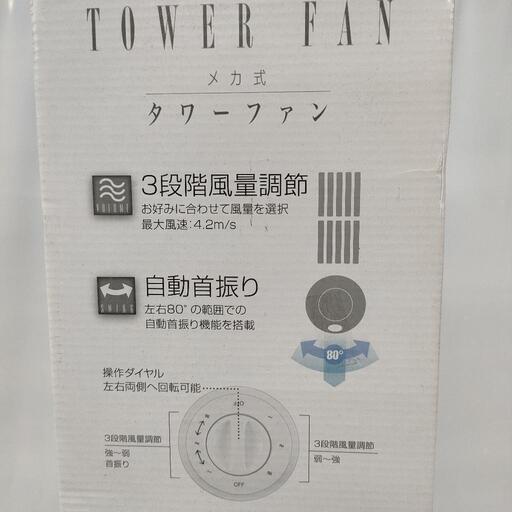 TOWER FAN
メカ式
タワーファン
3段階風量調節
お好みに合わせて風量を選択
最大風速:4.2m/s
VOLUME
自動首振り
左右80°の範囲での
自動首振り機能を搭載
SWING
80°
操作ダイヤル
左右両側へ回転可能
3段階風量調節
強~弱
首振り
3段階風量調節
弱~強
OFF